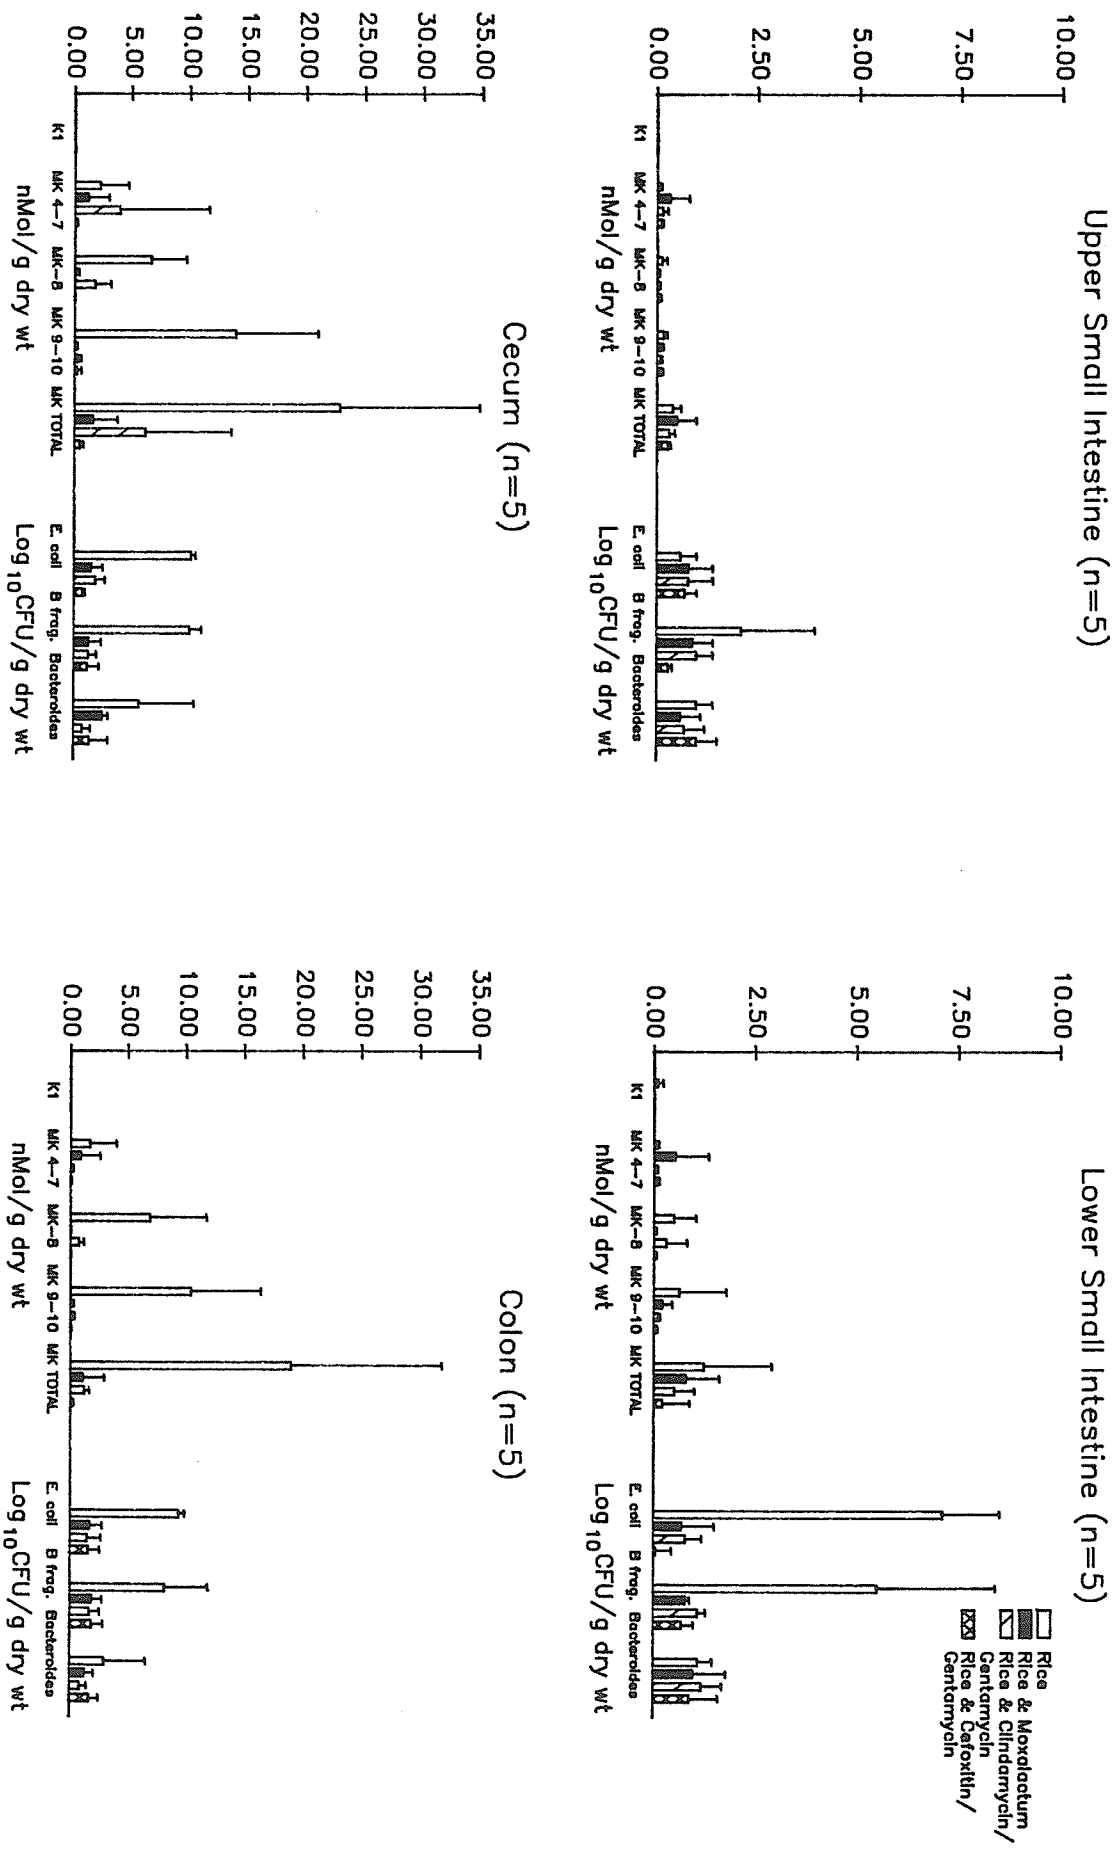 Upper Small Intestine (n=5)
10.00
7.50
5.00
2.50
0.00
K1 MK 4-7 MK-8 MK 9-10 MK TOTAL E. coli B frag. Bacteroides
nMol/g dry wt Log10CFU/g dry wt
Lower Small Intestine (n=5)
Rice
Rice & Moxalactum
Rice & Clindamycin/
Gentamycin
Rice & Cefoxitin/
Gentamycin
10.00
7.50
5.00
2.50
0.00
K1 MK 4-7 MK-8 MK 9-10 MK TOTAL E. coli B frag. Bacteroides
nMol/g dry wt Log10CFU/g dry wt
Cecum (n=5)
35.00
30.00
25.00
20.00
15.00
10.00
5.00
0.00
K1 MK 4-7 MK-8 MK 9-10 MK TOTAL E. coli B frag. Bacteroides
nMol/g dry wt Log10CFU/g dry wt
Colon (n=5)
35.00
30.00
25.00
20.00
15.00
10.00
5.00
0.00
K1 MK 4-7 MK-8 MK 9-10 MK TOTAL E. coli B frag. Bacteroides
nMol/g dry wt Log10CFU/g dry wt